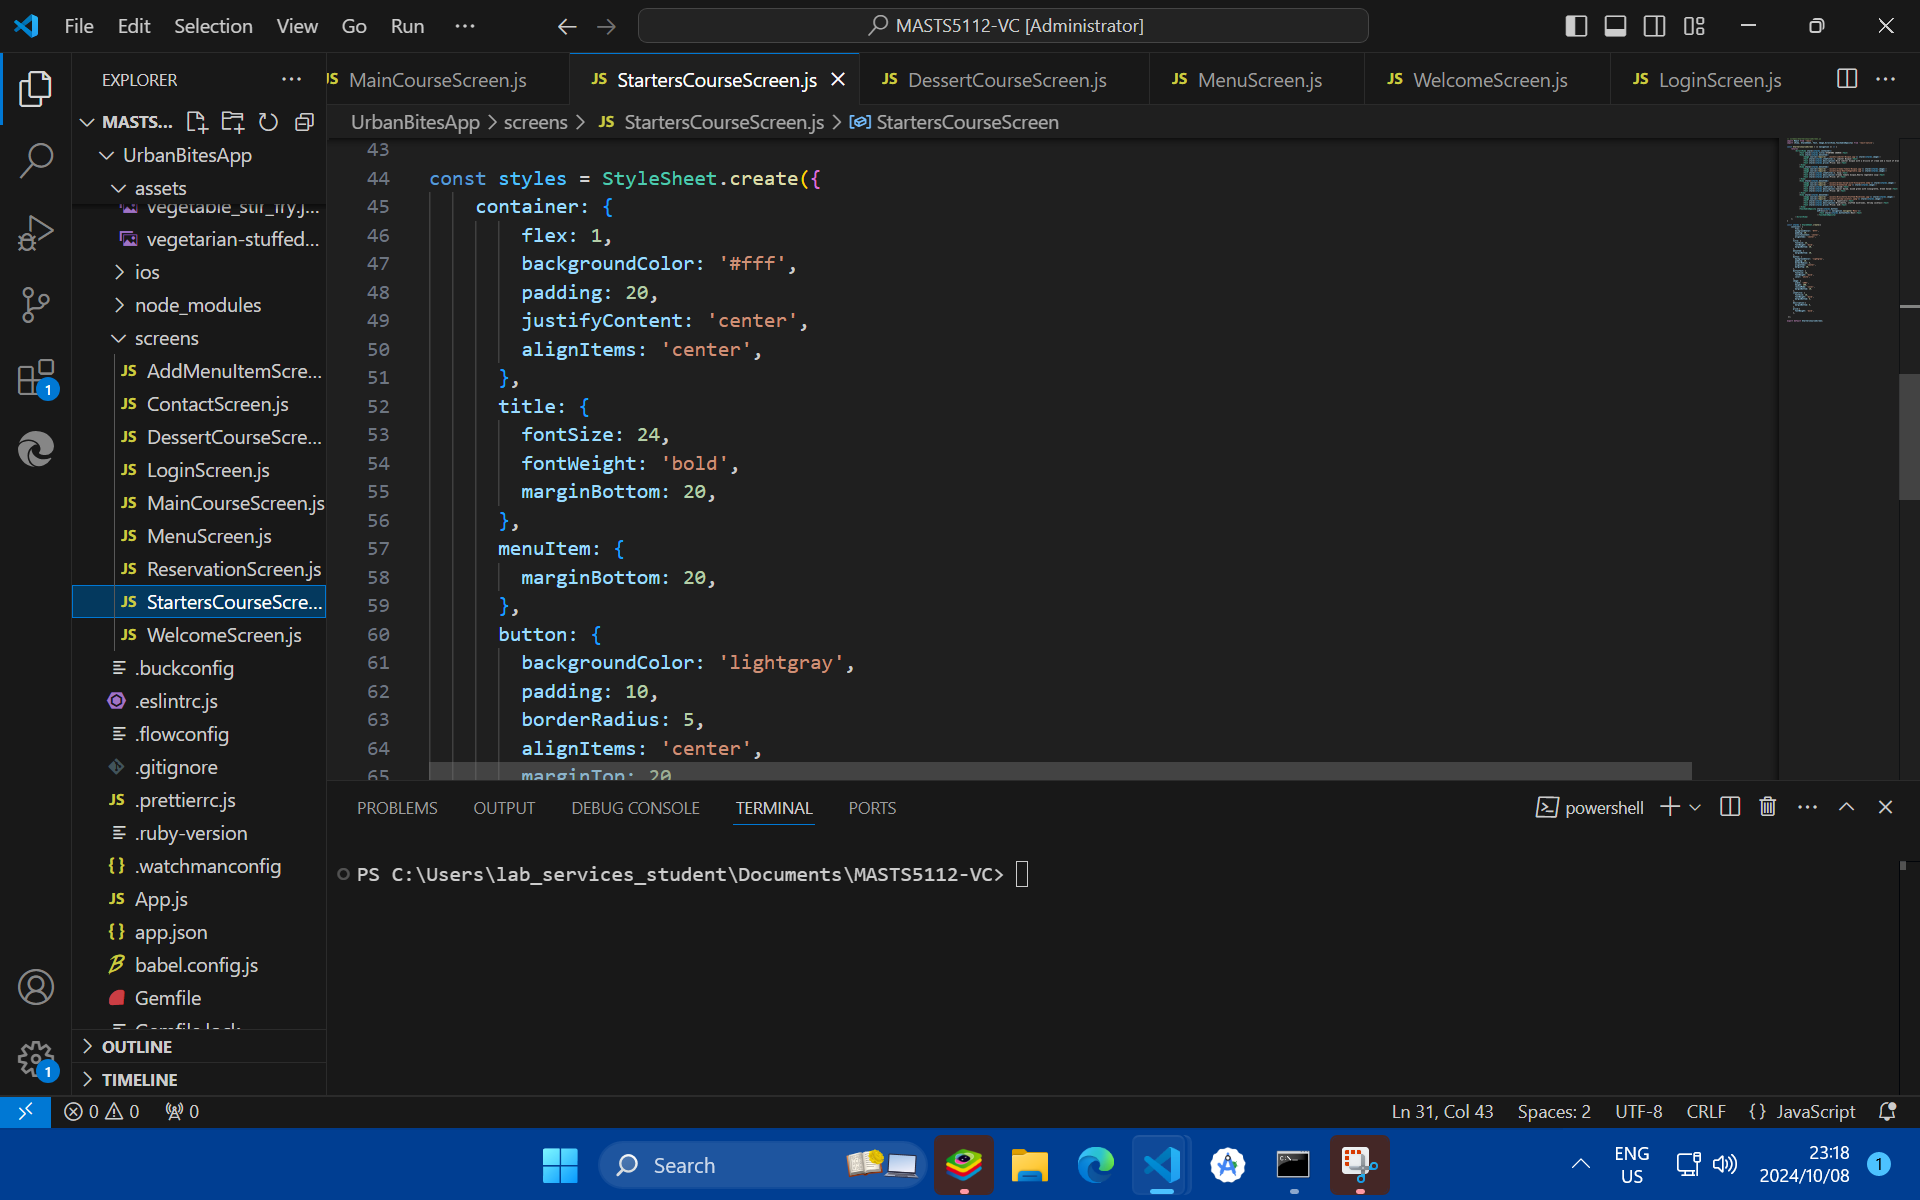 File Edit Selection View Go Run ··· MASTS5112-VC [Administrator]
EXPLORER
JS MainCourseScreen.js JS StartersCourseScreen.js JS DessertCourseScreen.js JS MenuScreen.js JS WelcomeScreen.js JS LoginScreen.js
UrbanBitesApp > screens > JS StartersCourseScreen.js > StartersCourseScreen
MASTS...
UrbanBitesApp
assets
vegetable_stir_fry.j...
vegetarian-stuffed...
ios
node_modules
screens
JS AddMenuItemScre...
JS ContactScreen.js
JS DessertCourseScre...
JS LoginScreen.js
JS MainCourseScreen.js
JS MenuScreen.js
JS ReservationScreen.js
JS StartersCourseScre...
JS WelcomeScreen.js
.buckconfig
.eslintrc.js
.flowconfig
.gitignore
JS .prettierrc.js
.ruby-version
{} .watchmanconfig
JS App.js
{} app.json
babel.config.js
Gemfile
Gemfile.lock
OUTLINE
TIMELINE
43
44 const styles = StyleSheet.create({
45 container: {
46 flex: 1,
47 backgroundColor: '#fff',
48 padding: 20,
49 justifyContent: 'center',
50 alignItems: 'center',
51 },
52 title: {
53 fontSize: 24,
54 fontWeight: 'bold',
55 marginBottom: 20,
56 },
57 menuItem: {
58 marginBottom: 20,
59 },
60 button: {
61 backgroundColor: 'lightgray',
62 padding: 10,
63 borderRadius: 5,
64 alignItems: 'center',
65 marginTop: 20
PROBLEMS OUTPUT DEBUG CONSOLE TERMINAL PORTS powershell
PS C:\Users\lab_services_student\Documents\MASTS5112-VC>
1
1
0 0 0 Ln 31, Col 43 Spaces: 2 UTF-8 CRLF {} JavaScript
Search
ENG
US
23:18
2024/10/08
1